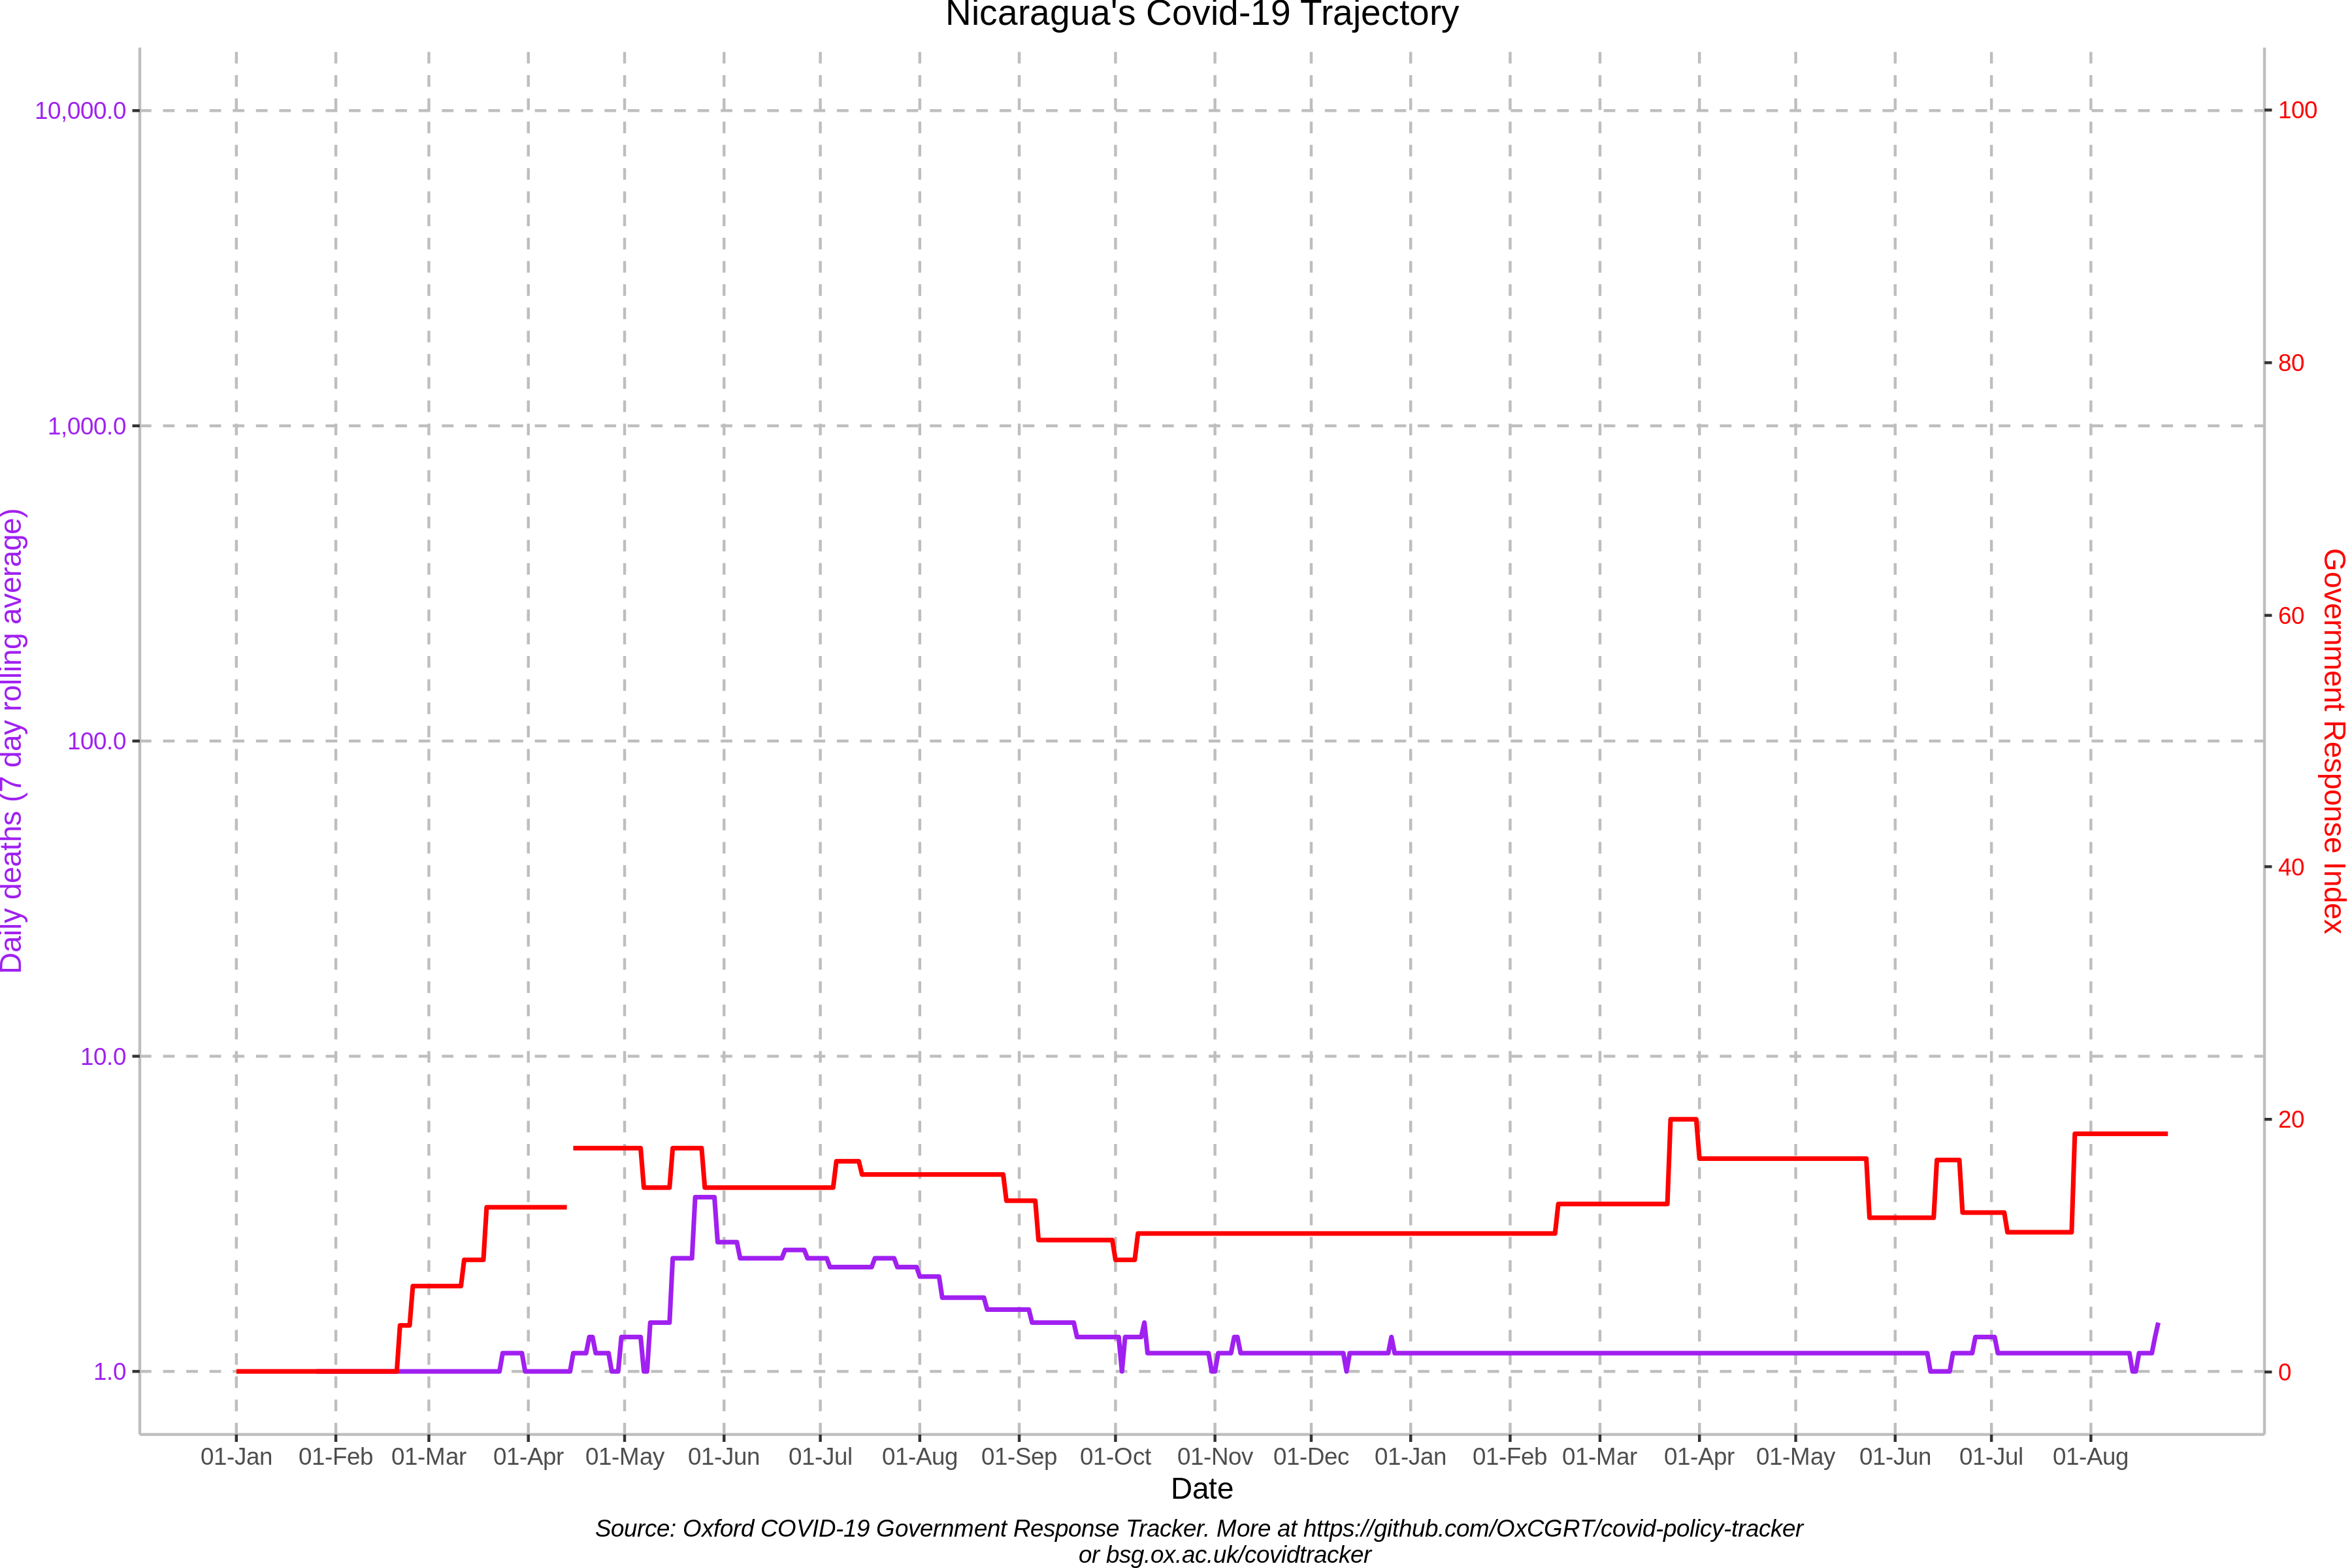 Nicaragua's Covid-19 Trajectory
Daily deaths (7 day rolling average)
10,000.0
1,000.0
100.0
10.0
1.0
100
80
60
40
20
0
Government Response Index
01-Jan 01-Feb 01-Mar 01-Apr 01-May 01-Jun 01-Jul 01-Aug 01-Sep 01-Oct 01-Nov 01-Dec 01-Jan 01-Feb 01-Mar 01-Apr 01-May 01-Jun 01-Jul 01-Aug
Date
Source: Oxford COVID-19 Government Response Tracker. More at https://github.com/OxCGRT/covid-policy-tracker
or bsg.ox.ac.uk/covidtracker